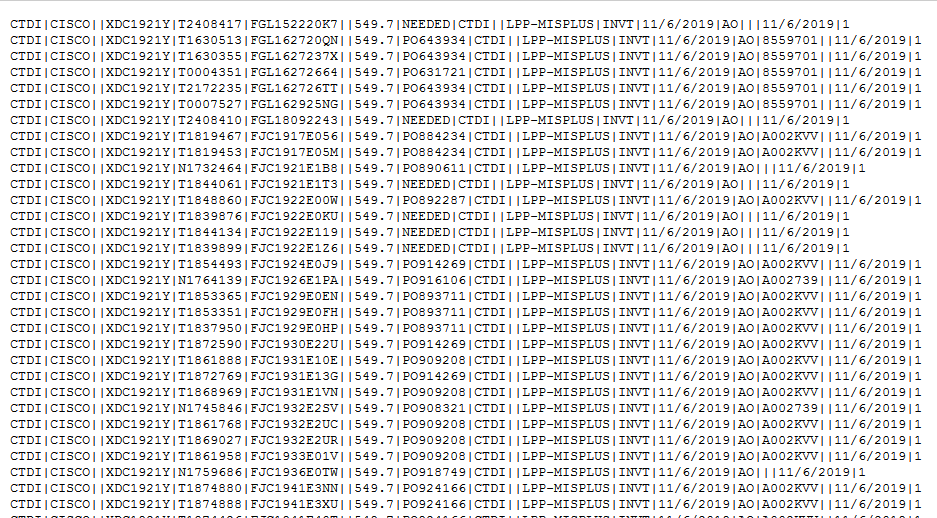 CTDI|CISCO||XDC1921Y|T2408417|FGL152220K7||549.7|NEEDED|CTDI||LPP-MISPLUS|INVT|11/6/2019|AO|||11/6/2019|1
CTDI|CISCO||XDC1921Y|T1630513|FGL162720QN||549.7|PO643934|CTDI||LPP-MISPLUS|INVT|11/6/2019|AO|8559701||11/6/2019|1
CTDI|CISCO||XDC1921Y|T1630355|FGL1627237X||549.7|PO643934|CTDI||LPP-MISPLUS|INVT|11/6/2019|AO|8559701||11/6/2019|1
CTDI|CISCO||XDC1921Y|T0004351|FGL16272664||549.7|PO631721|CTDI||LPP-MISPLUS|INVT|11/6/2019|AO|8559701||11/6/2019|1
CTDI|CISCO||XDC1921Y|T2172235|FGL162726TT||549.7|PO643934|CTDI||LPP-MISPLUS|INVT|11/6/2019|AO|8559701||11/6/2019|1
CTDI|CISCO||XDC1921Y|T0007527|FGL162925NG||549.7|PO643934|CTDI||LPP-MISPLUS|INVT|11/6/2019|AO|8559701||11/6/2019|1
CTDI|CISCO||XDC1921Y|T2408410|FGL18092243||549.7|NEEDED|CTDI||LPP-MISPLUS|INVT|11/6/2019|AO|||11/6/2019|1
CTDI|CISCO||XDC1921Y|T1819467|FJC1917E056||549.7|PO884234|CTDI||LPP-MISPLUS|INVT|11/6/2019|AO|A002KVV||11/6/2019|1
CTDI|CISCO||XDC1921Y|T1819453|FJC1917E05M||549.7|PO884234|CTDI||LPP-MISPLUS|INVT|11/6/2019|AO|A002KVV||11/6/2019|1
CTDI|CISCO||XDC1921Y|N1732464|FJC1921E1B8||549.7|PO890611|CTDI||LPP-MISPLUS|INVT|11/6/2019|AO|||11/6/2019|1
CTDI|CISCO||XDC1921Y|T1844061|FJC1921E1T3||549.7|NEEDED|CTDI||LPP-MISPLUS|INVT|11/6/2019|AO|||11/6/2019|1
CTDI|CISCO||XDC1921Y|T1848860|FJC1922E00W||549.7|PO892287|CTDI||LPP-MISPLUS|INVT|11/6/2019|AO|A002KVV||11/6/2019|1
CTDI|CISCO||XDC1921Y|T1839876|FJC1922E0KU||549.7|NEEDED|CTDI||LPP-MISPLUS|INVT|11/6/2019|AO|||11/6/2019|1
CTDI|CISCO||XDC1921Y|T1844134|FJC1922E119||549.7|NEEDED|CTDI||LPP-MISPLUS|INVT|11/6/2019|AO|||11/6/2019|1
CTDI|CISCO||XDC1921Y|T1839899|FJC1922E1Z6||549.7|NEEDED|CTDI||LPP-MISPLUS|INVT|11/6/2019|AO|||11/6/2019|1
CTDI|CISCO||XDC1921Y|T1854493|FJC1924E0J9||549.7|PO914269|CTDI||LPP-MISPLUS|INVT|11/6/2019|AO|A002KVV||11/6/2019|1
CTDI|CISCO||XDC1921Y|N1764139|FJC1926E1PA||549.7|PO916106|CTDI||LPP-MISPLUS|INVT|11/6/2019|AO|A002739||11/6/2019|1
CTDI|CISCO||XDC1921Y|T1853365|FJC1929E0EN||549.7|PO893711|CTDI||LPP-MISPLUS|INVT|11/6/2019|AO|A002KVV||11/6/2019|1
CTDI|CISCO||XDC1921Y|T1853351|FJC1929E0FH||549.7|PO893711|CTDI||LPP-MISPLUS|INVT|11/6/2019|AO|A002KVV||11/6/2019|1
CTDI|CISCO||XDC1921Y|T1837950|FJC1929E0HP||549.7|PO893711|CTDI||LPP-MISPLUS|INVT|11/6/2019|AO|A002KVV||11/6/2019|1
CTDI|CISCO||XDC1921Y|T1872590|FJC1930E22U||549.7|PO914269|CTDI||LPP-MISPLUS|INVT|11/6/2019|AO|A002KVV||11/6/2019|1
CTDI|CISCO||XDC1921Y|T1861888|FJC1931E10E||549.7|PO909208|CTDI||LPP-MISPLUS|INVT|11/6/2019|AO|A002KVV||11/6/2019|1
CTDI|CISCO||XDC1921Y|T1872769|FJC1931E13G||549.7|PO914269|CTDI||LPP-MISPLUS|INVT|11/6/2019|AO|A002KVV||11/6/2019|1
CTDI|CISCO||XDC1921Y|T1868969|FJC1931E1VN||549.7|PO909208|CTDI||LPP-MISPLUS|INVT|11/6/2019|AO|A002KVV||11/6/2019|1
CTDI|CISCO||XDC1921Y|N1745846|FJC1932E2SV||549.7|PO908321|CTDI||LPP-MISPLUS|INVT|11/6/2019|AO|A002739||11/6/2019|1
CTDI|CISCO||XDC1921Y|T1861768|FJC1932E2UC||549.7|PO909208|CTDI||LPP-MISPLUS|INVT|11/6/2019|AO|A002KVV||11/6/2019|1
CTDI|CISCO||XDC1921Y|T1869027|FJC1932E2UR||549.7|PO909208|CTDI||LPP-MISPLUS|INVT|11/6/2019|AO|A002KVV||11/6/2019|1
CTDI|CISCO||XDC1921Y|T1861958|FJC1933E01V||549.7|PO909208|CTDI||LPP-MISPLUS|INVT|11/6/2019|AO|A002KVV||11/6/2019|1
CTDI|CISCO||XDC1921Y|N1759686|FJC1936E0TW||549.7|PO918749|CTDI||LPP-MISPLUS|INVT|11/6/2019|AO|||11/6/2019|1
CTDI|CISCO||XDC1921Y|T1874880|FJC1941E3NN||549.7|PO924166|CTDI||LPP-MISPLUS|INVT|11/6/2019|AO|A002KVV||11/6/2019|1
CTDI|CISCO||XDC1921Y|T1874888|FJC1941E3XU||549.7|PO924166|CTDI||LPP-MISPLUS|INVT|11/6/2019|AO|A002KVV||11/6/2019|1